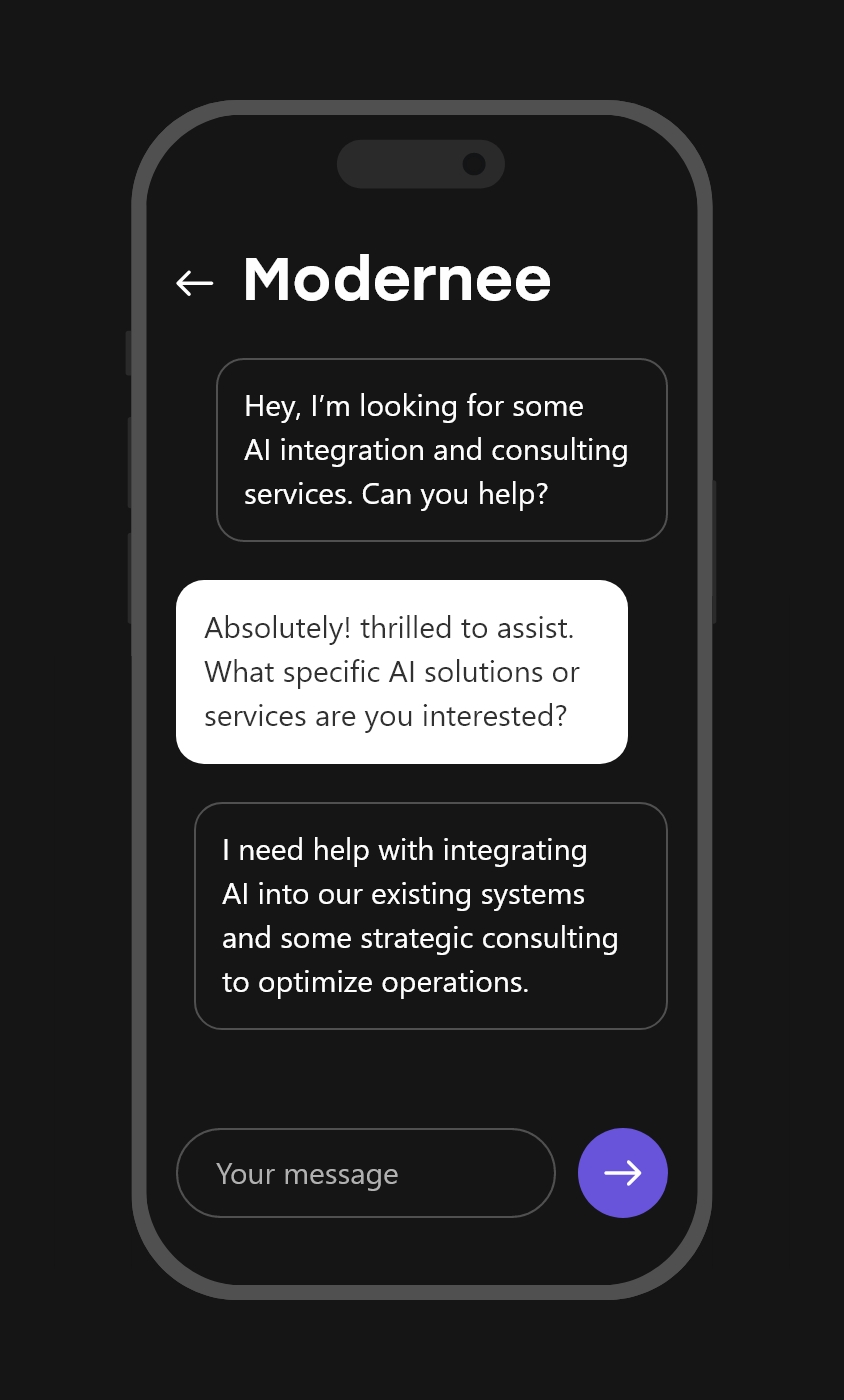 Modernee
Hey, I’m looking for some
AI integration and consulting
services. Can you help?
Absolutely! thrilled to assist.
What specific AI solutions or
services are you interested?
I need help with integrating
AI into our existing systems
and some strategic consulting
to optimize operations.
Your message